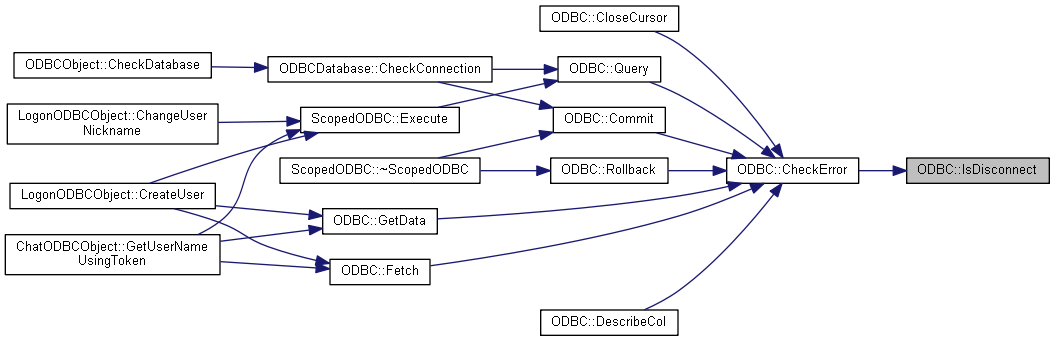 ODBC::CloseCursor
ODBCObject::CheckDatabase
ODBCDatabase::CheckConnection
ODBC::Query
LogonODBCObject::ChangeUser
Nickname
ScopedODBC::Execute
ODBC::Commit
ScopedODBC::~ScopedODBC
ODBC::Rollback
ODBC::CheckError
ODBC::IsDisconnect
LogonODBCObject::CreateUser
ODBC::GetData
ChatODBCObject::GetUserName
UsingToken
ODBC::Fetch
ODBC::DescribeCol